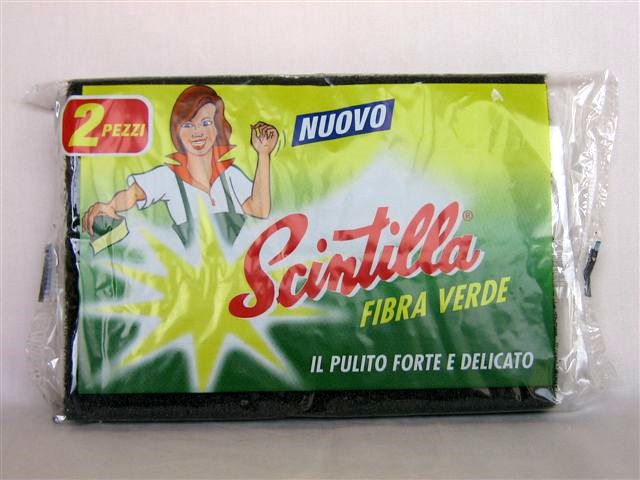 2 PEZZI
NUOVO
Scintilla®
FIBRA VERDE
IL PULITO FORTE E DELICATO